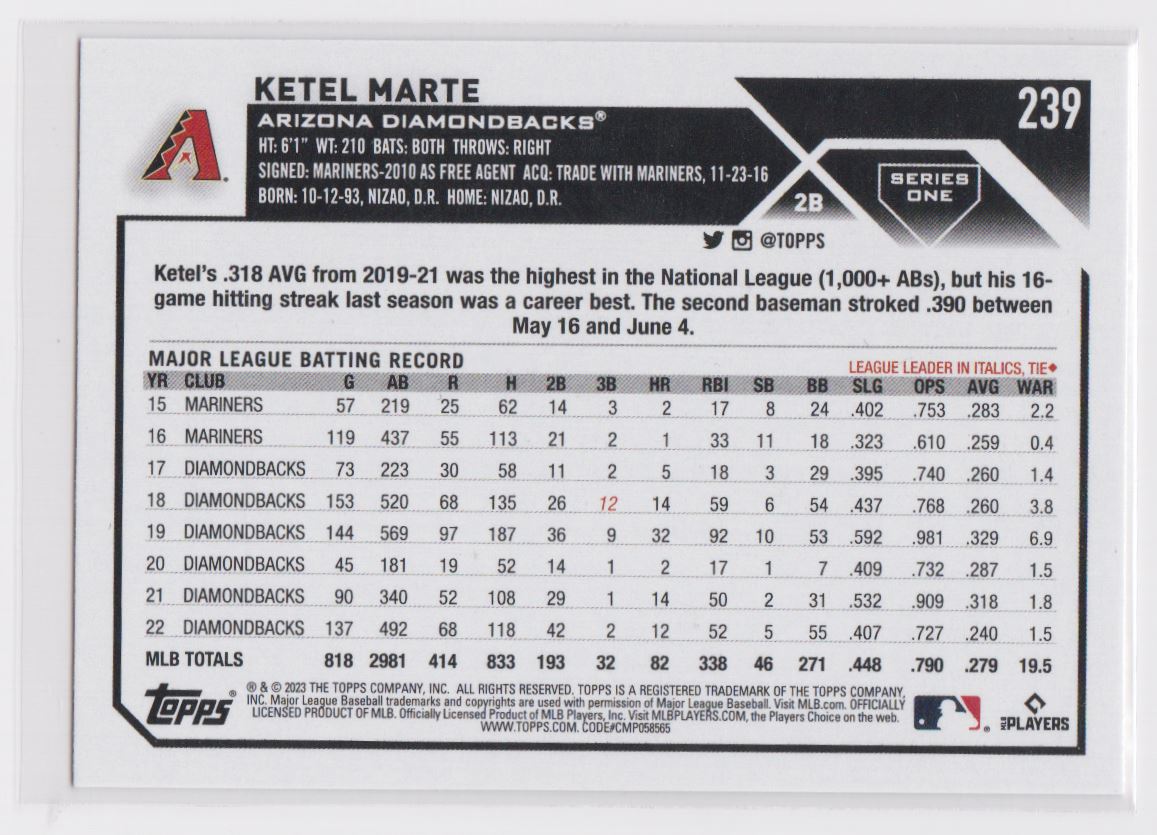 KETEL MARTE
239
ARIZONA DIAMONDBACKS®
HT: 6'1" WT: 210 BATS: BOTH THROWS: RIGHT
SIGNED: MARINERS-2010 AS FREE AGENT ACQ: TRADE WITH MARINERS, 11-23-16
BORN: 10-12-93, NIZAO, D.R. HOME: NIZAO, D.R.
2B
SERIES
ONE
@TOPPS
Ketel's .318 AVG from 2019-21 was the highest in the National League (1,000+ ABs), but his 16-
game hitting streak last season was a career best. The second baseman stroked .390 between
May 16 and June 4.
MAJOR LEAGUE BATTING RECORD
LEAGUE LEADER IN ITALICS, TIE◆
YR CLUB G AB R H 2B 3B HR RBI SB BB SLG OPS AVG WAR
15 MARINERS 57 219 25 62 14 3 2 17 8 24 .402 .753 .283 2.2
16 MARINERS 119 437 55 113 21 2 1 33 11 18 .323 .610 .259 0.4
17 DIAMONDBACKS 73 223 30 58 11 2 5 18 3 29 .395 .740 .260 1.4
18 DIAMONDBACKS 153 520 68 135 26 12 14 59 6 54 .437 .768 .260 3.8
19 DIAMONDBACKS 144 569 97 187 36 9 32 92 10 53 .592 .981 .329 6.9
20 DIAMONDBACKS 45 181 19 52 14 1 2 17 1 7 .409 .732 .287 1.5
21 DIAMONDBACKS 90 340 52 108 29 1 14 50 2 31 .532 .909 .318 1.8
22 DIAMONDBACKS 137 492 68 118 42 2 12 52 5 55 .407 .727 .240 1.5
MLB TOTALS 818 2981 414 833 193 32 82 338 46 271 .448 .790 .279 19.5
Topps®
® & © 2023 THE TOPPS COMPANY, INC. ALL RIGHTS RESERVED. TOPPS IS A REGISTERED TRADEMARK OF THE TOPPS COMPANY,
INC. Major League Baseball trademarks and copyrights are used with permission of Major League Baseball. Visit MLB.com. OFFICIALLY
LICENSED PRODUCT OF MLB. Officially Licensed Product of MLB Players, Inc. Visit MLBPLAYERS.COM, the Players Choice on the web.
WWW.TOPPS.COM. CODE#CMP058565
MLB PLAYERS